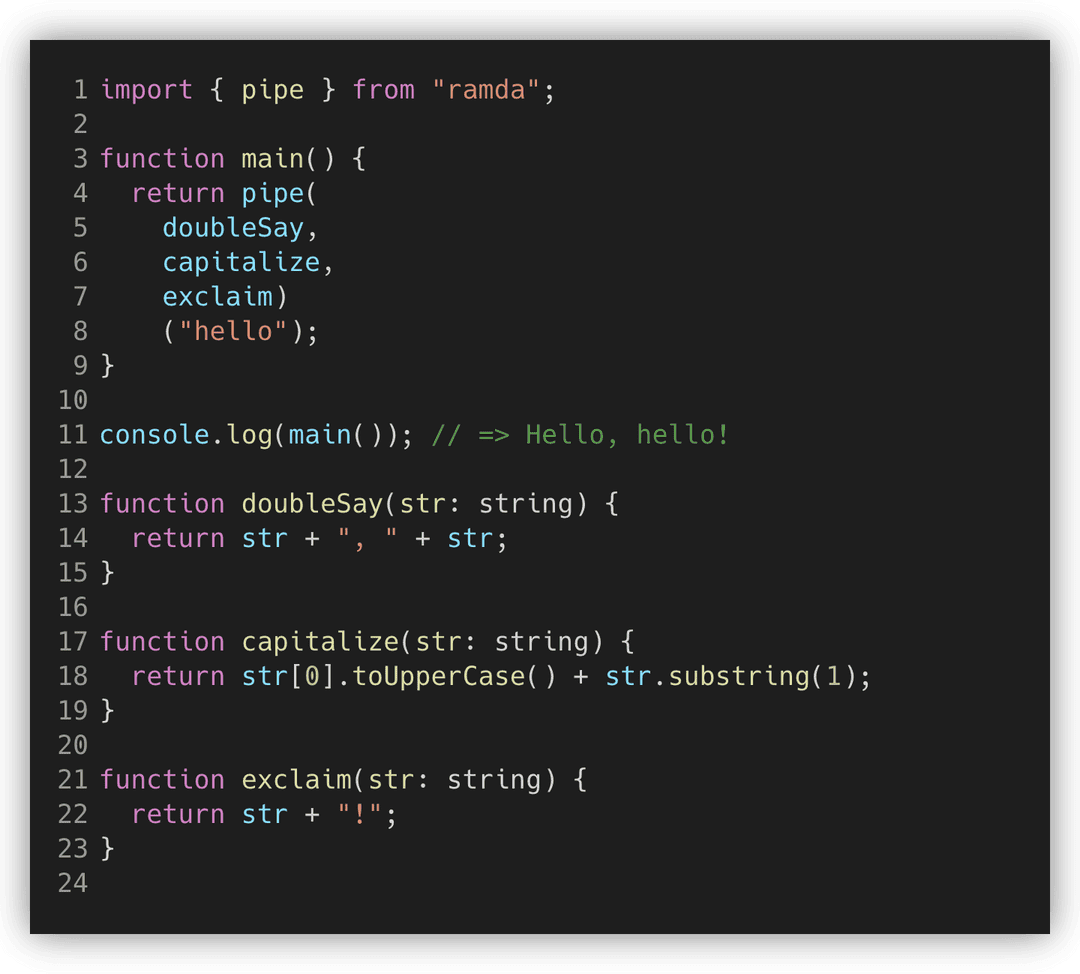 1 import { pipe } from "ramda";
2
3 function main() {
4   return pipe(
5     doubleSay,
6     capitalize,
7     exclaim)
8     ("hello");
9 }
10
11 console.log(main()); // => Hello, hello!
12
13 function doubleSay(str: string) {
14   return str + ", " + str;
15 }
16
17 function capitalize(str: string) {
18   return str[0].toUpperCase() + str.substring(1);
19 }
20
21 function exclaim(str: string) {
22   return str + "!";
23 }
24